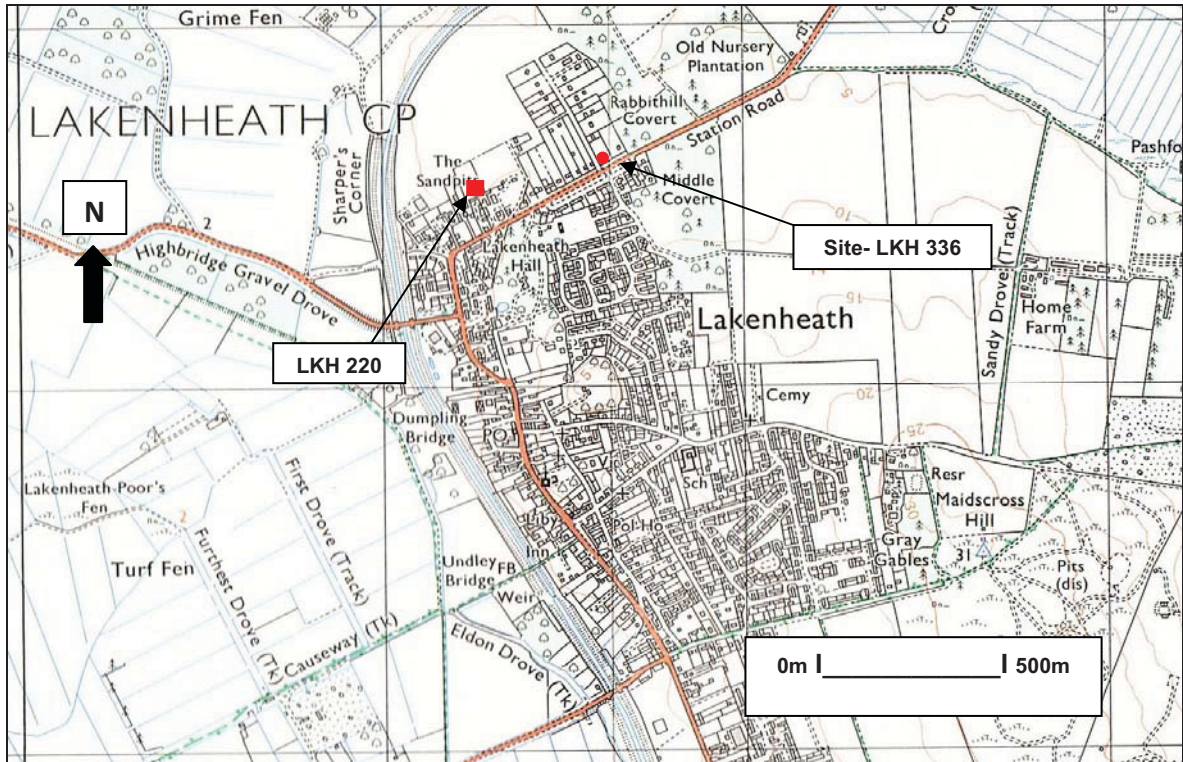 Grime Fen
LAKENHEATH CP
Sharper's
Corner
The
Sandpits
Old Nursery
Plantation
Rabbithill
Covert
Station Road
Middle
Covert
Pashfo
N
2
Highbridge Gravel Drove
Lakenheath
Hall
Site- LKH 336
LKH 220
5
10
15
Lakenheath
Sandy Drove (Track)
Home
Farm
Dumpling
Bridge
PO
Cemy
20
25
Lakenheath-Poor's
Fen
2
First Drove (Track)
Furthest Drove (Tk)
Turf Fen
Sch
Liby
Pol Ho
Inn
Resr
Maidscross
Hill
30
Gray
Gables
31
Pits
(dis)
Undley FB
Bridge
Weir
Causeway (Tk)
Eldon Drove (Tk)
0m 500m